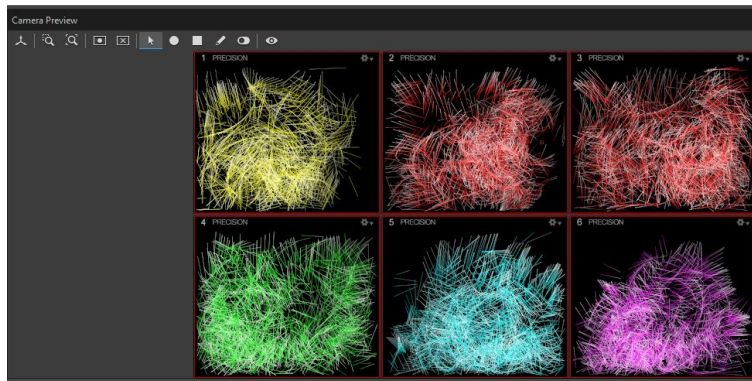 Camera Preview
1 PRECISION
2 PRECISION
3 PRECISION
4 PRECISION
5 PRECISION
6 PRECISION